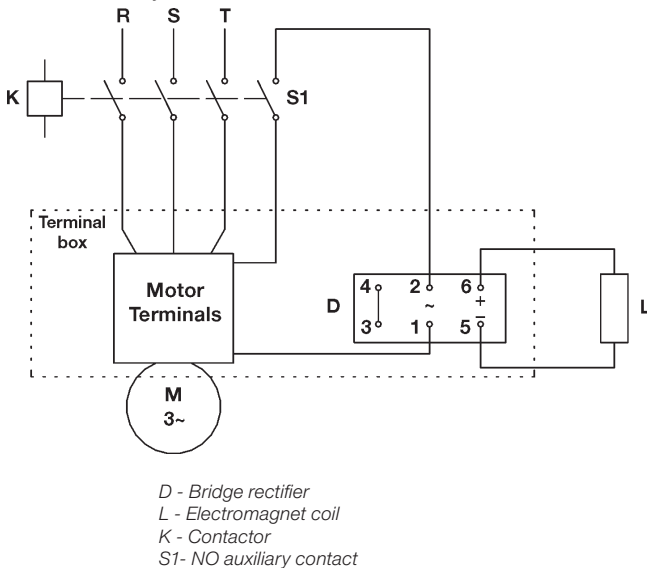 R S T
K
S1
Terminal
box
Motor
Terminals
D
4 2 6
~ +
3 1 5 –
L
M
3~
D - Bridge rectifier
L - Electromagnet coil
K - Contactor
S1- NO auxiliary contact